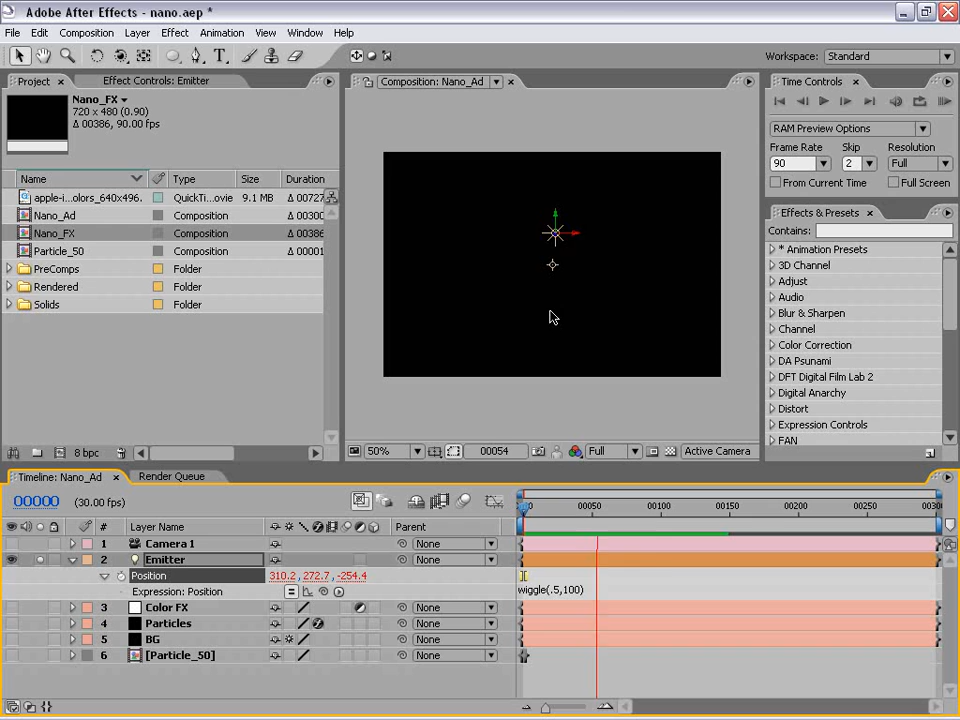 Adobe After Effects - nano.aep *
File Edit Composition Layer Effect Animation View Window Help
Workspace: Standard
Project × Effect Controls: Emitter
Nano_FX
720 x 480 (0.90)
Δ 00386, 90.00 fps
Name Type Size Duration
apple-i...olors_640x496. QuickTi...ovie 9.1 MB Δ 00727
Nano_Ad Composition Δ 00300
Nano_FX Composition Δ 00386
Particle_50 Composition Δ 00001
PreComps Folder
Rendered Folder
Solids Folder
8 bpc
Composition: Nano_Ad ×
50% 00054 Full Active Camera
Time Controls ×
RAM Preview Options
Frame Rate Skip Resolution
90 2 Full
From Current Time Full Screen
Effects & Presets ×
Contains:
* Animation Presets
3D Channel
Adjust
Audio
Blur & Sharpen
Channel
Color Correction
DA Psunami
DFT Digital Film Lab 2
Digital Anarchy
Distort
Expression Controls
FAN
Timeline: Nano_Ad × Render Queue
00000 (30.00 fps)
00050 00100 00150 00200 00250 0030
# Layer Name Parent
1 Camera 1 None
2 Emitter None
Position 310.2, 272.7, -254.4
Expression: Position = wiggle(.5,100)
3 Color FX None
4 Particles None
5 BG None
6 [Particle_50] None